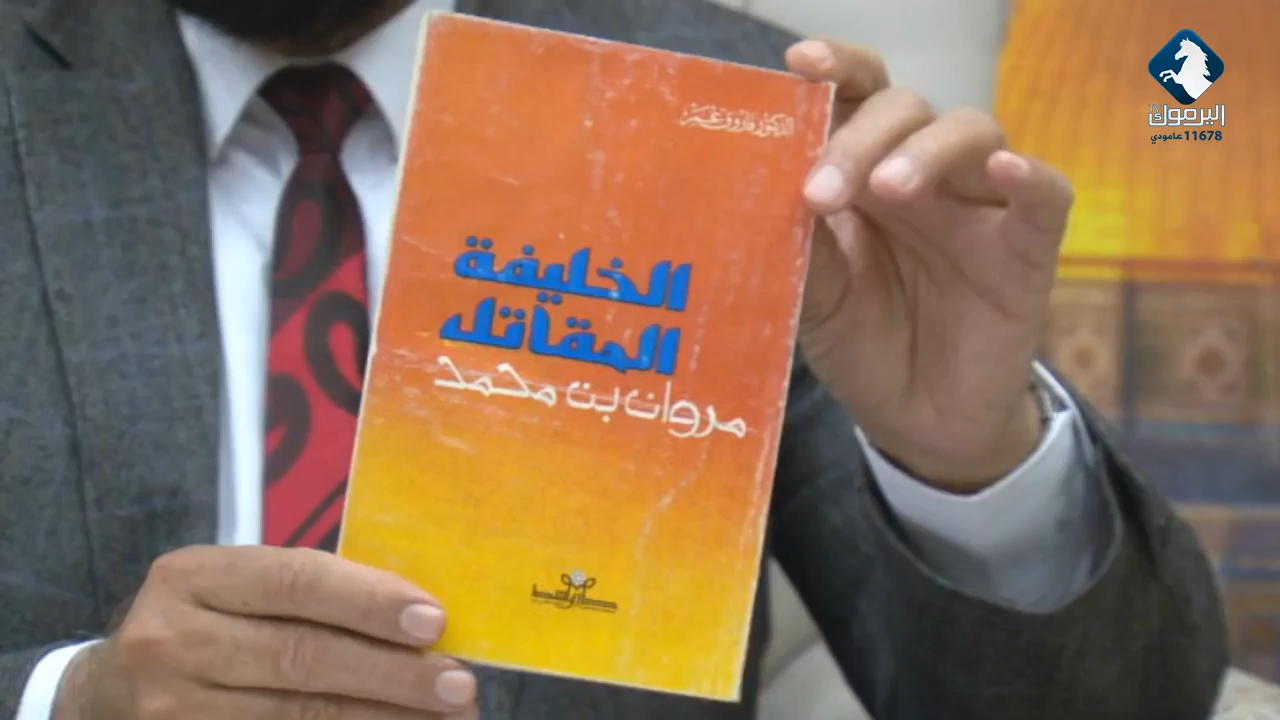 الدكتور فاروق عمر
الخليفة
المقاتل
مروان بن محمد
اليرموك
11678 عامودي